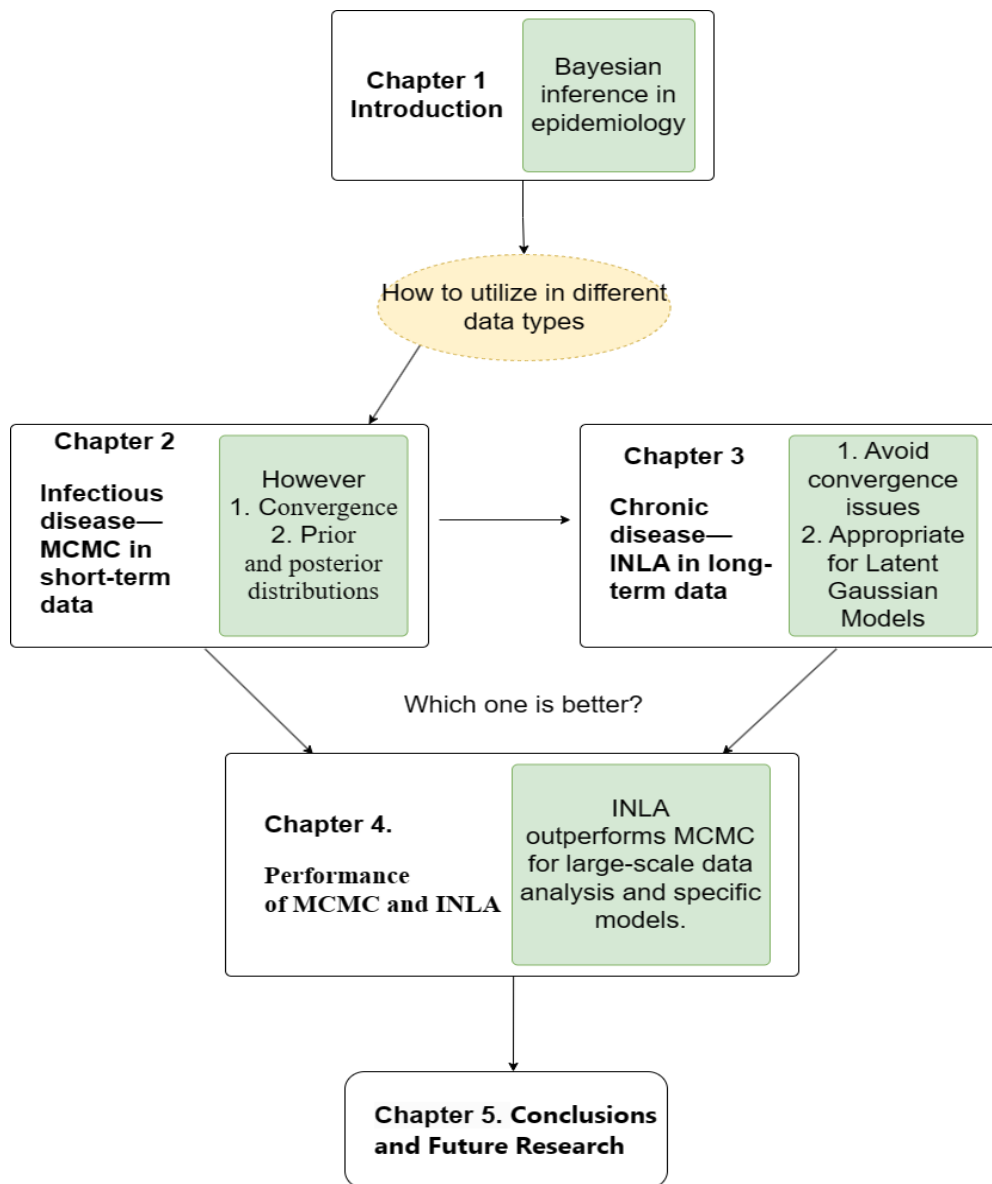 Chapter 1
Introduction
Bayesian
inference in
epidemiology
How to utilize in different
data types
Chapter 2
Infectious
disease—
MCMC in
short-term
data
However
1. Convergence
2. Prior
and posterior
distributions
Chapter 3
Chronic
disease—
INLA in long-
term data
1. Avoid
convergence
issues
2. Appropriate
for Latent
Gaussian
Models
Which one is better?
Chapter 4.
Performance
of MCMC and INLA
INLA
outperforms MCMC
for large-scale data
analysis and specific
models.
Chapter 5. Conclusions
and Future Research